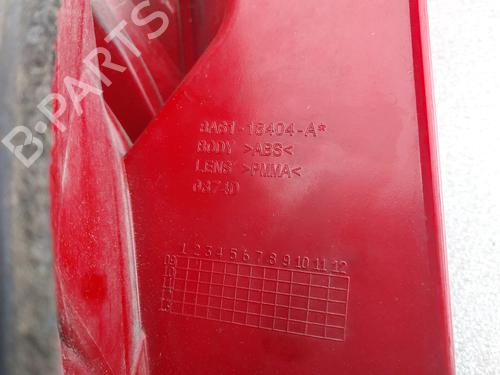 8A61-13404-A*
BODY >ABS<
LENS >PMMA<
0874D
1 2 3 4 5 6 7 8 9 10 11 12
B-PARTS